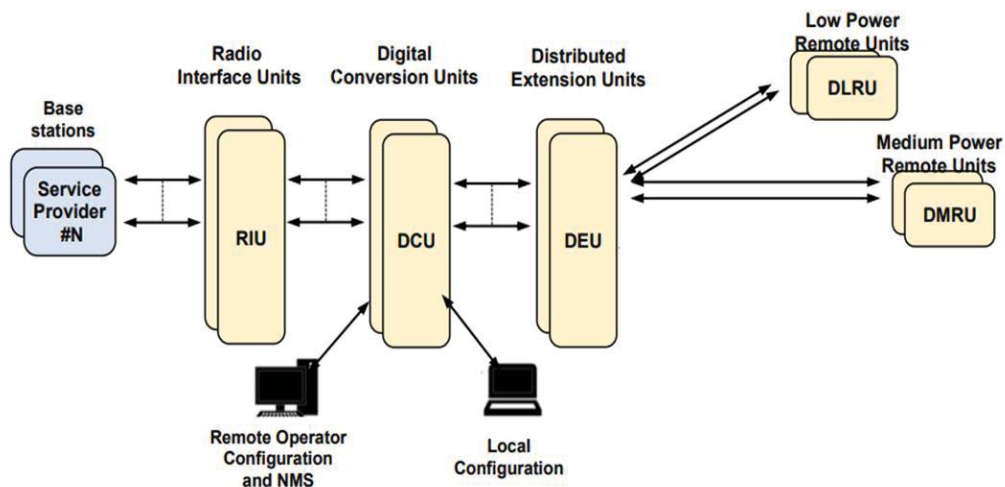 Base
stations
Service
Provider
#N
Radio
Interface Units
RIU
Digital
Conversion Units
DCU
Distributed
Extension Units
DEU
Low Power
Remote Units
DLRU
Medium Power
Remote Units
DMRU
Remote Operator
Configuration
and NMS
Local
Configuration